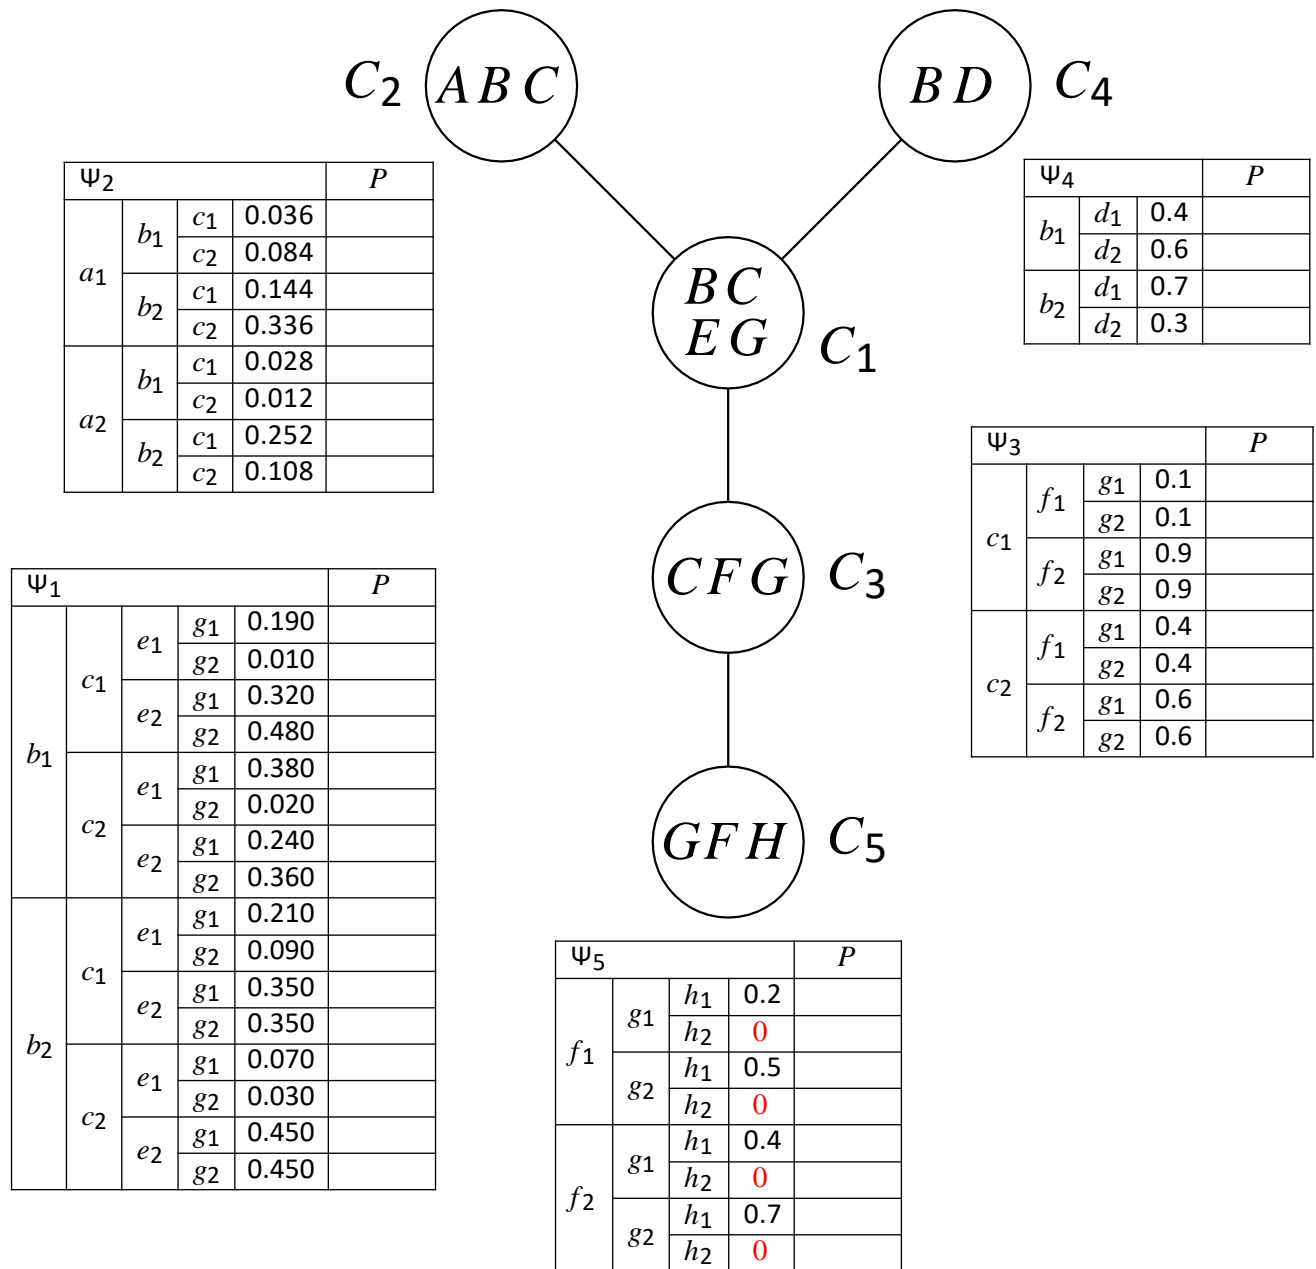 C2 ABC
BD C4
Ψ2 P
a1 b1 c1 0.036
c2 0.084
b2 c1 0.144
c2 0.336
a2 b1 c1 0.028
c2 0.012
b2 c1 0.252
c2 0.108
Ψ4 P
b1 d1 0.4
d2 0.6
b2 d1 0.7
d2 0.3
BC
EG C1
Ψ3 P
c1 f1 g1 0.1
g2 0.1
f2 g1 0.9
g2 0.9
c2 f1 g1 0.4
g2 0.4
f2 g1 0.6
g2 0.6
CFG C3
Ψ1 P
b1 c1 e1 g1 0.190
g2 0.010
e2 g1 0.320
g2 0.480
c2 e1 g1 0.380
g2 0.020
e2 g1 0.240
g2 0.360
b2 c1 e1 g1 0.210
g2 0.090
e2 g1 0.350
g2 0.350
c2 e1 g1 0.070
g2 0.030
e2 g1 0.450
g2 0.450
GFH C5
Ψ5 P
f1 g1 h1 0.2
h2 0
g2 h1 0.5
h2 0
f2 g1 h1 0.4
h2 0
g2 h1 0.7
h2 0